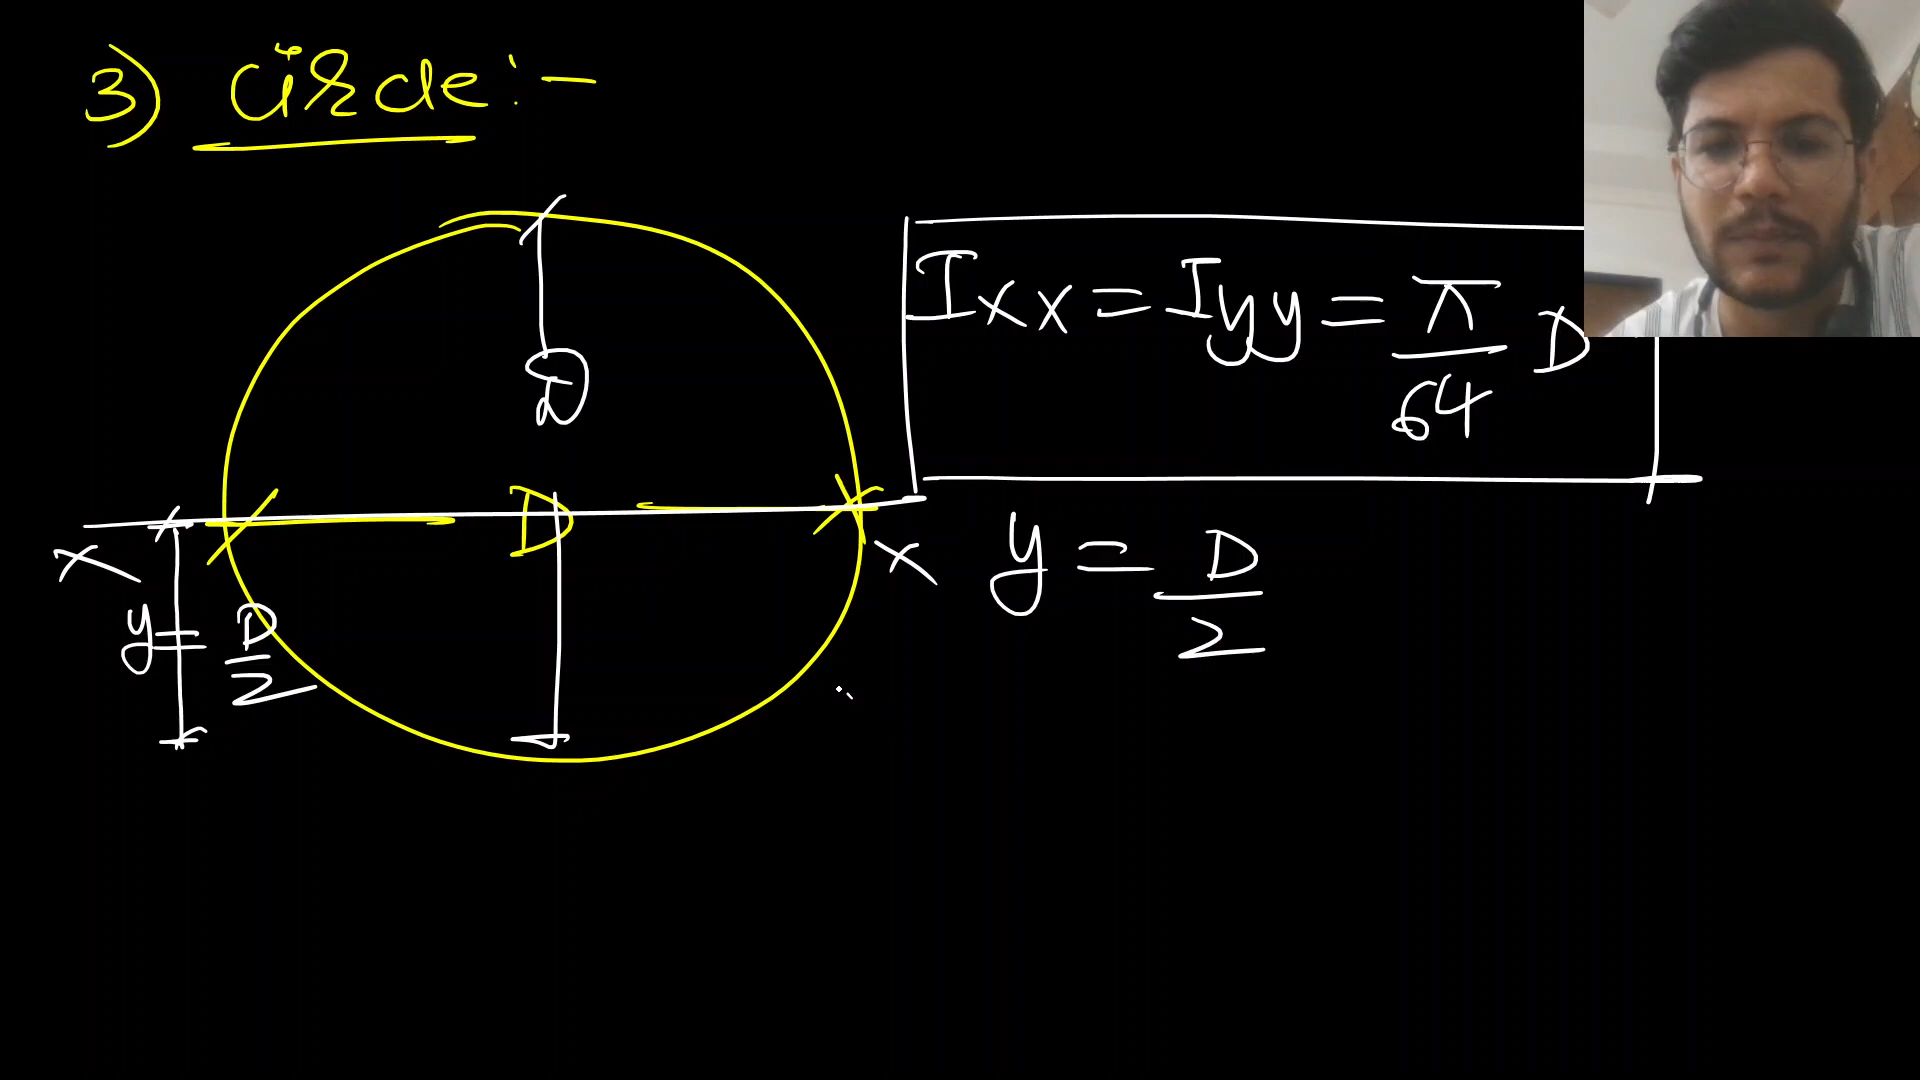 3) Circle :-
D
Ixx = Iyy = π/64 D
D
x x
y = D/2
y = D/2